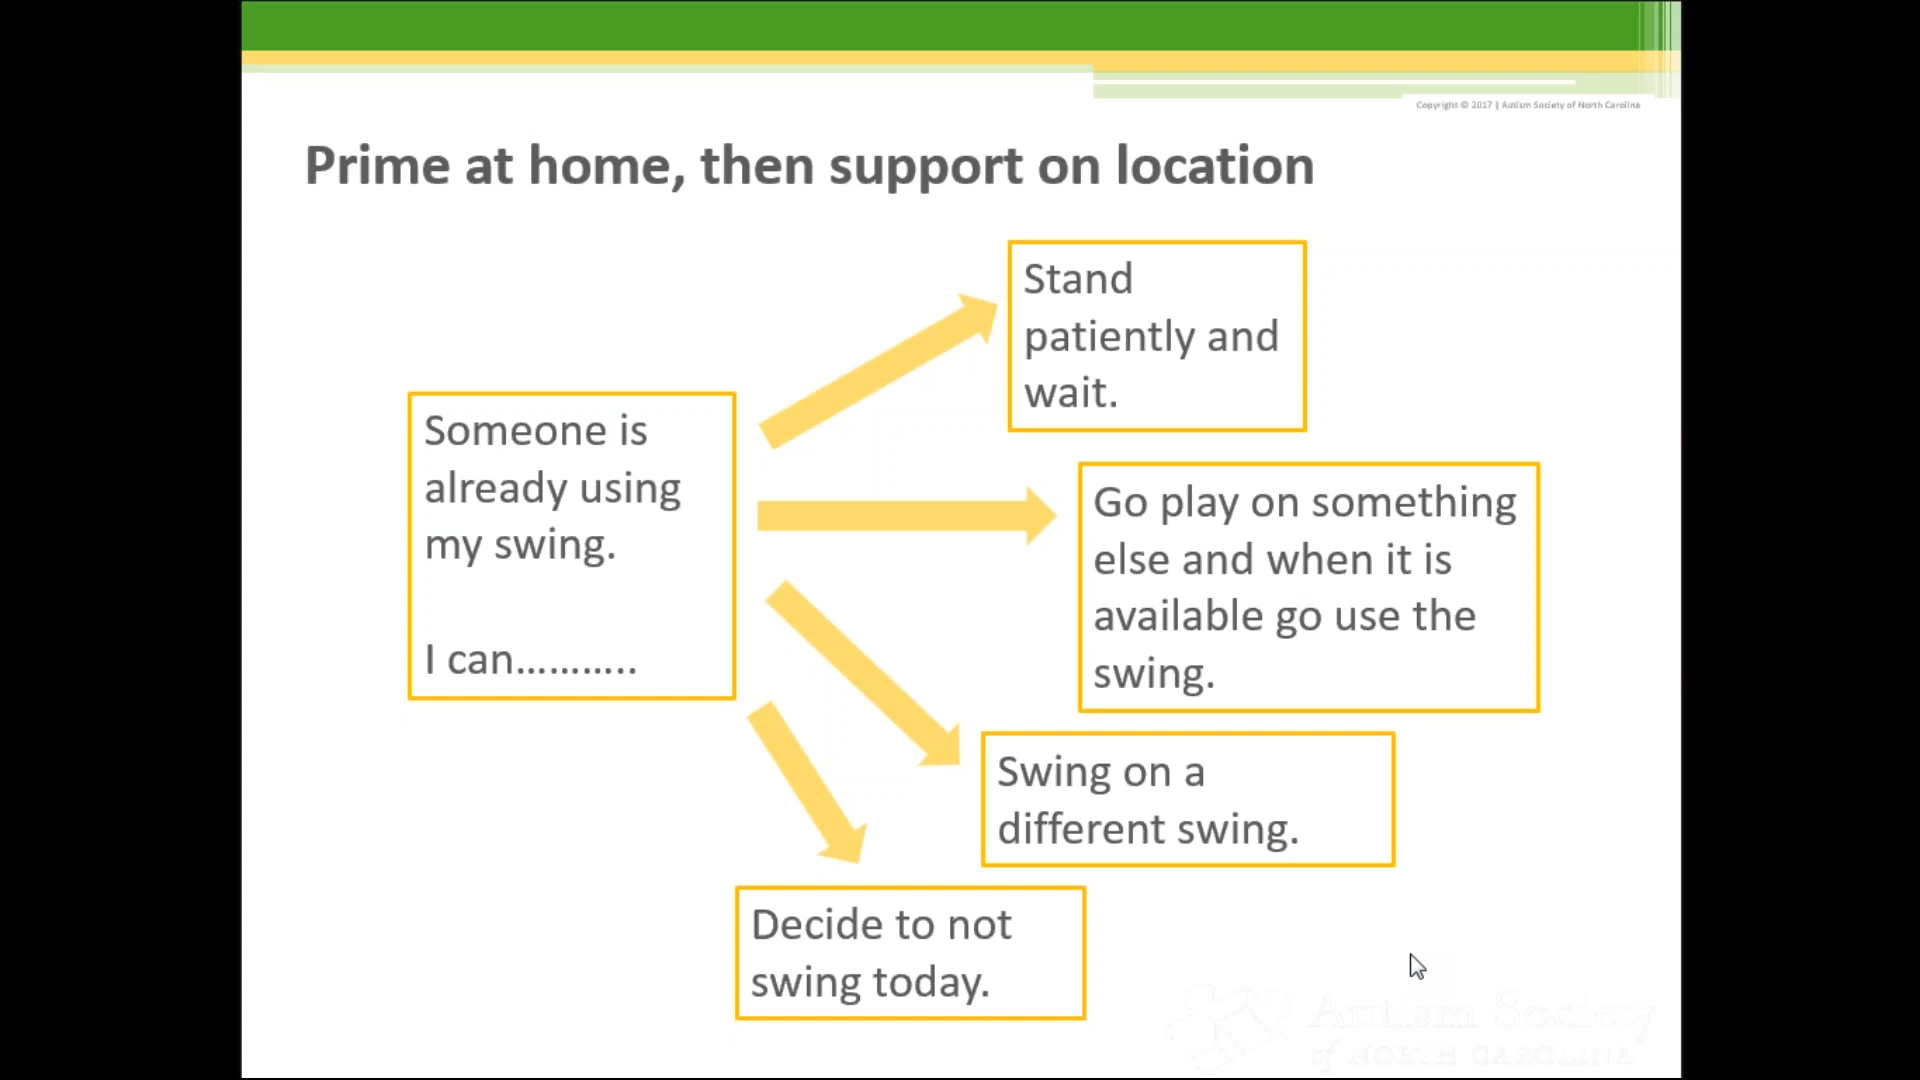 Copyright © 2017 | Autism Society of North Carolina
Prime at home, then support on location
Someone is
already using
my swing.
I can………..
Stand
patiently and
wait.
Go play on something
else and when it is
available go use the
swing.
Swing on a
different swing.
Decide to not
swing today.
Autism Society
of NORTH CAROLINA